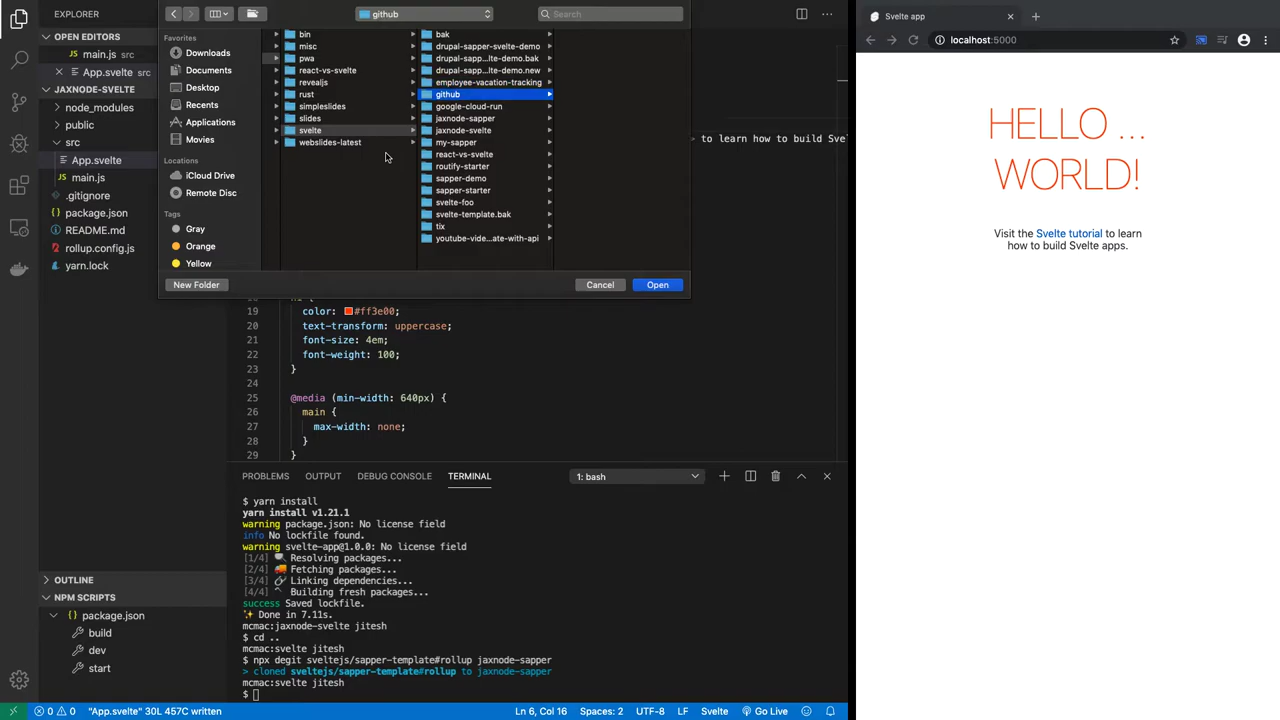 EXPLORER
OPEN EDITORS
main.js src
App.svelte src
JAXNODE-SVELTE
node_modules
public
src
App.svelte
main.js
.gitignore
package.json
README.md
rollup.config.js
yarn.lock
OUTLINE
NPM SCRIPTS
package.json
build
dev
start
github
Search
Favorites
Downloads
Documents
Desktop
Recents
Applications
Movies
Locations
iCloud Drive
Remote Disc
Tags
Gray
Orange
Yellow
bin
misc
pwa
react-vs-svelte
revealjs
rust
simpleslides
slides
svelte
webslides-latest
bak
drupal-sapper-svelte-demo
drupal-sapp...lte-demo.bak
drupal-sapp...lte-demo.new
employee-vacation-tracking
github
google-cloud-run
jaxnode-sapper
jaxnode-svelte
my-sapper
react-vs-svelte
routify-starter
sapper-demo
sapper-starter
svelte-foo
svelte-template.bak
tix
youtube-vide...ate-with-api
New Folder
Cancel
Open
> to learn how to build Svel
19 color: #ff3e00;
20 text-transform: uppercase;
21 font-size: 4em;
22 font-weight: 100;
23 }
24
25 @media (min-width: 640px) {
26 main {
27 max-width: none;
28 }
29 }
PROBLEMS OUTPUT DEBUG CONSOLE TERMINAL 1: bash
$ yarn install
yarn install v1.21.1
warning package.json: No license field
info No lockfile found.
warning svelte-app@1.0.0: No license field
[1/4] Resolving packages...
[2/4] Fetching packages...
[3/4] Linking dependencies...
[4/4] Building fresh packages...
success Saved lockfile.
Done in 7.11s.
mcmac:jaxnode-svelte jitesh
$ cd ..
mcmac:svelte jitesh
$ npx degit sveltejs/sapper-template#rollup jaxnode-sapper
> cloned sveltejs/sapper-template#rollup to jaxnode-sapper
mcmac:svelte jitesh
$
0 0 "App.svelte" 30L 457C written Ln 6, Col 16 Spaces: 2 UTF-8 LF Svelte Go Live
Svelte app
localhost:5000
HELLO ...
WORLD!
Visit the Svelte tutorial to learn
how to build Svelte apps.